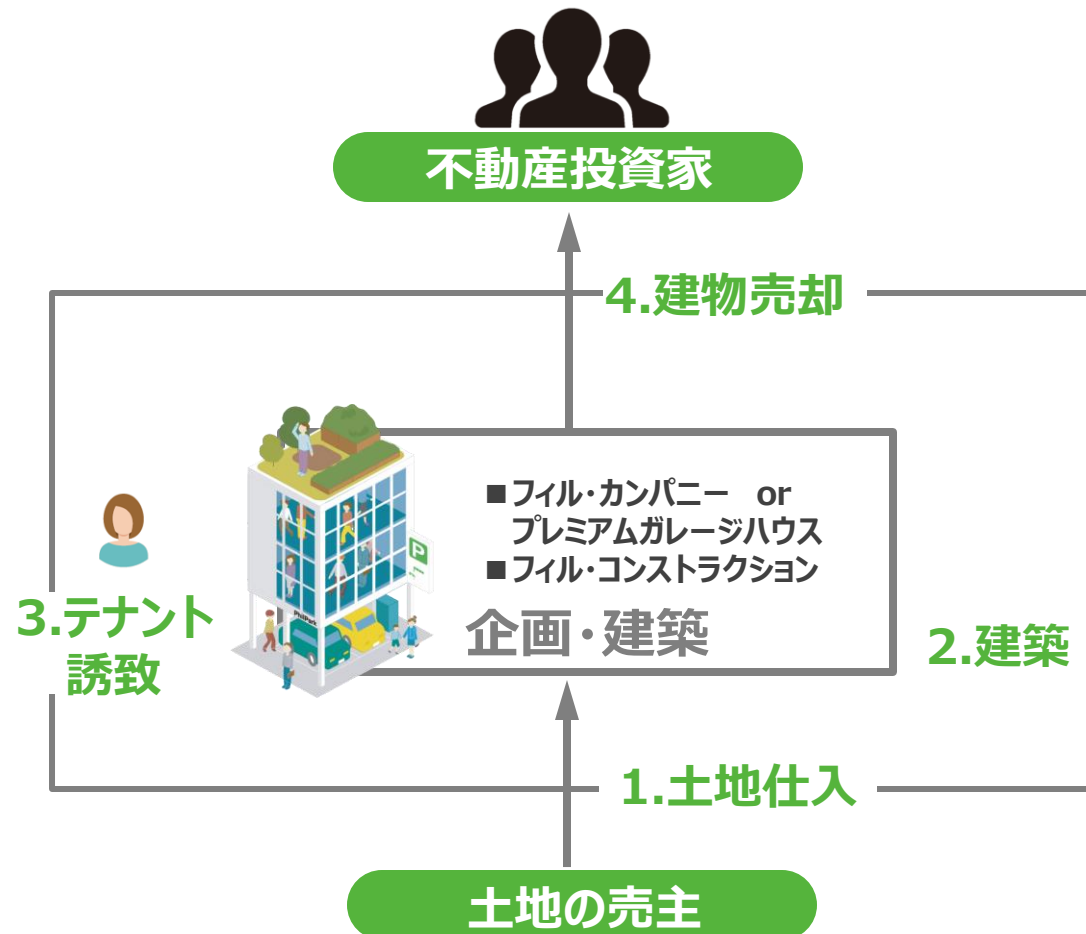 不動産投資家
4.建物売却
■フィル・カンパニー or
プレミアムガレージハウス
■フィル・コンストラクション
企画・建築
P
PhilPark
3.テナント
誘致
2.建築
1.土地仕入
土地の売主